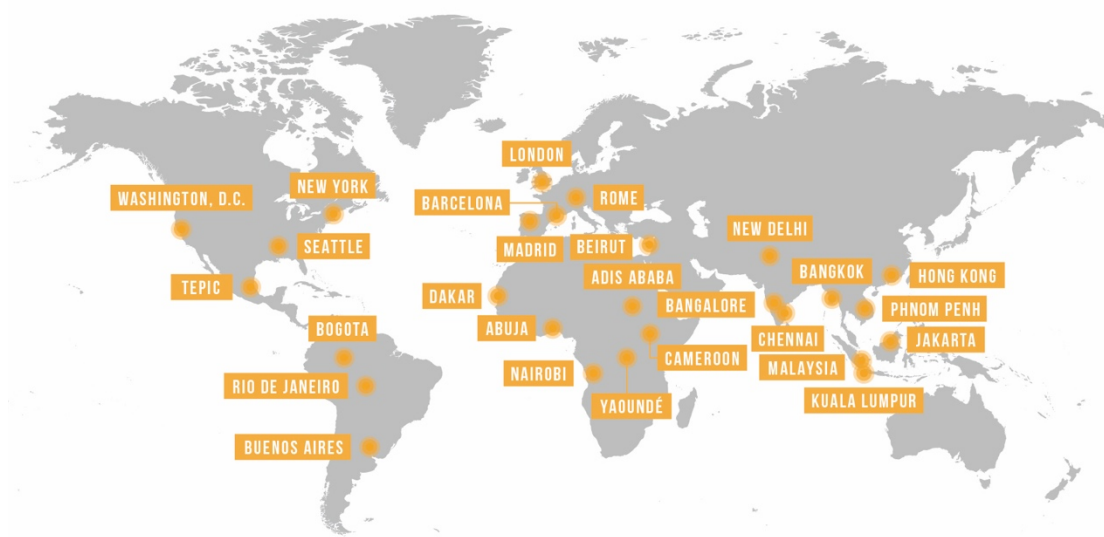 LONDON
NEW YORK
WASHINGTON, D.C.
BARCELONA
ROME
NEW DELHI
SEATTLE
MADRID
BEIRUT
BANGKOK
HONG KONG
TEPIC
DAKAR
ADIS ABABA
BANGALORE
PHNOM PENH
BOGOTA
ABUJA
CHENNAI
JAKARTA
CAMEROON
MALAYSIA
NAIROBI
RIO DE JANEIRO
YAOUNDÉ
KUALA LUMPUR
BUENOS AIRES